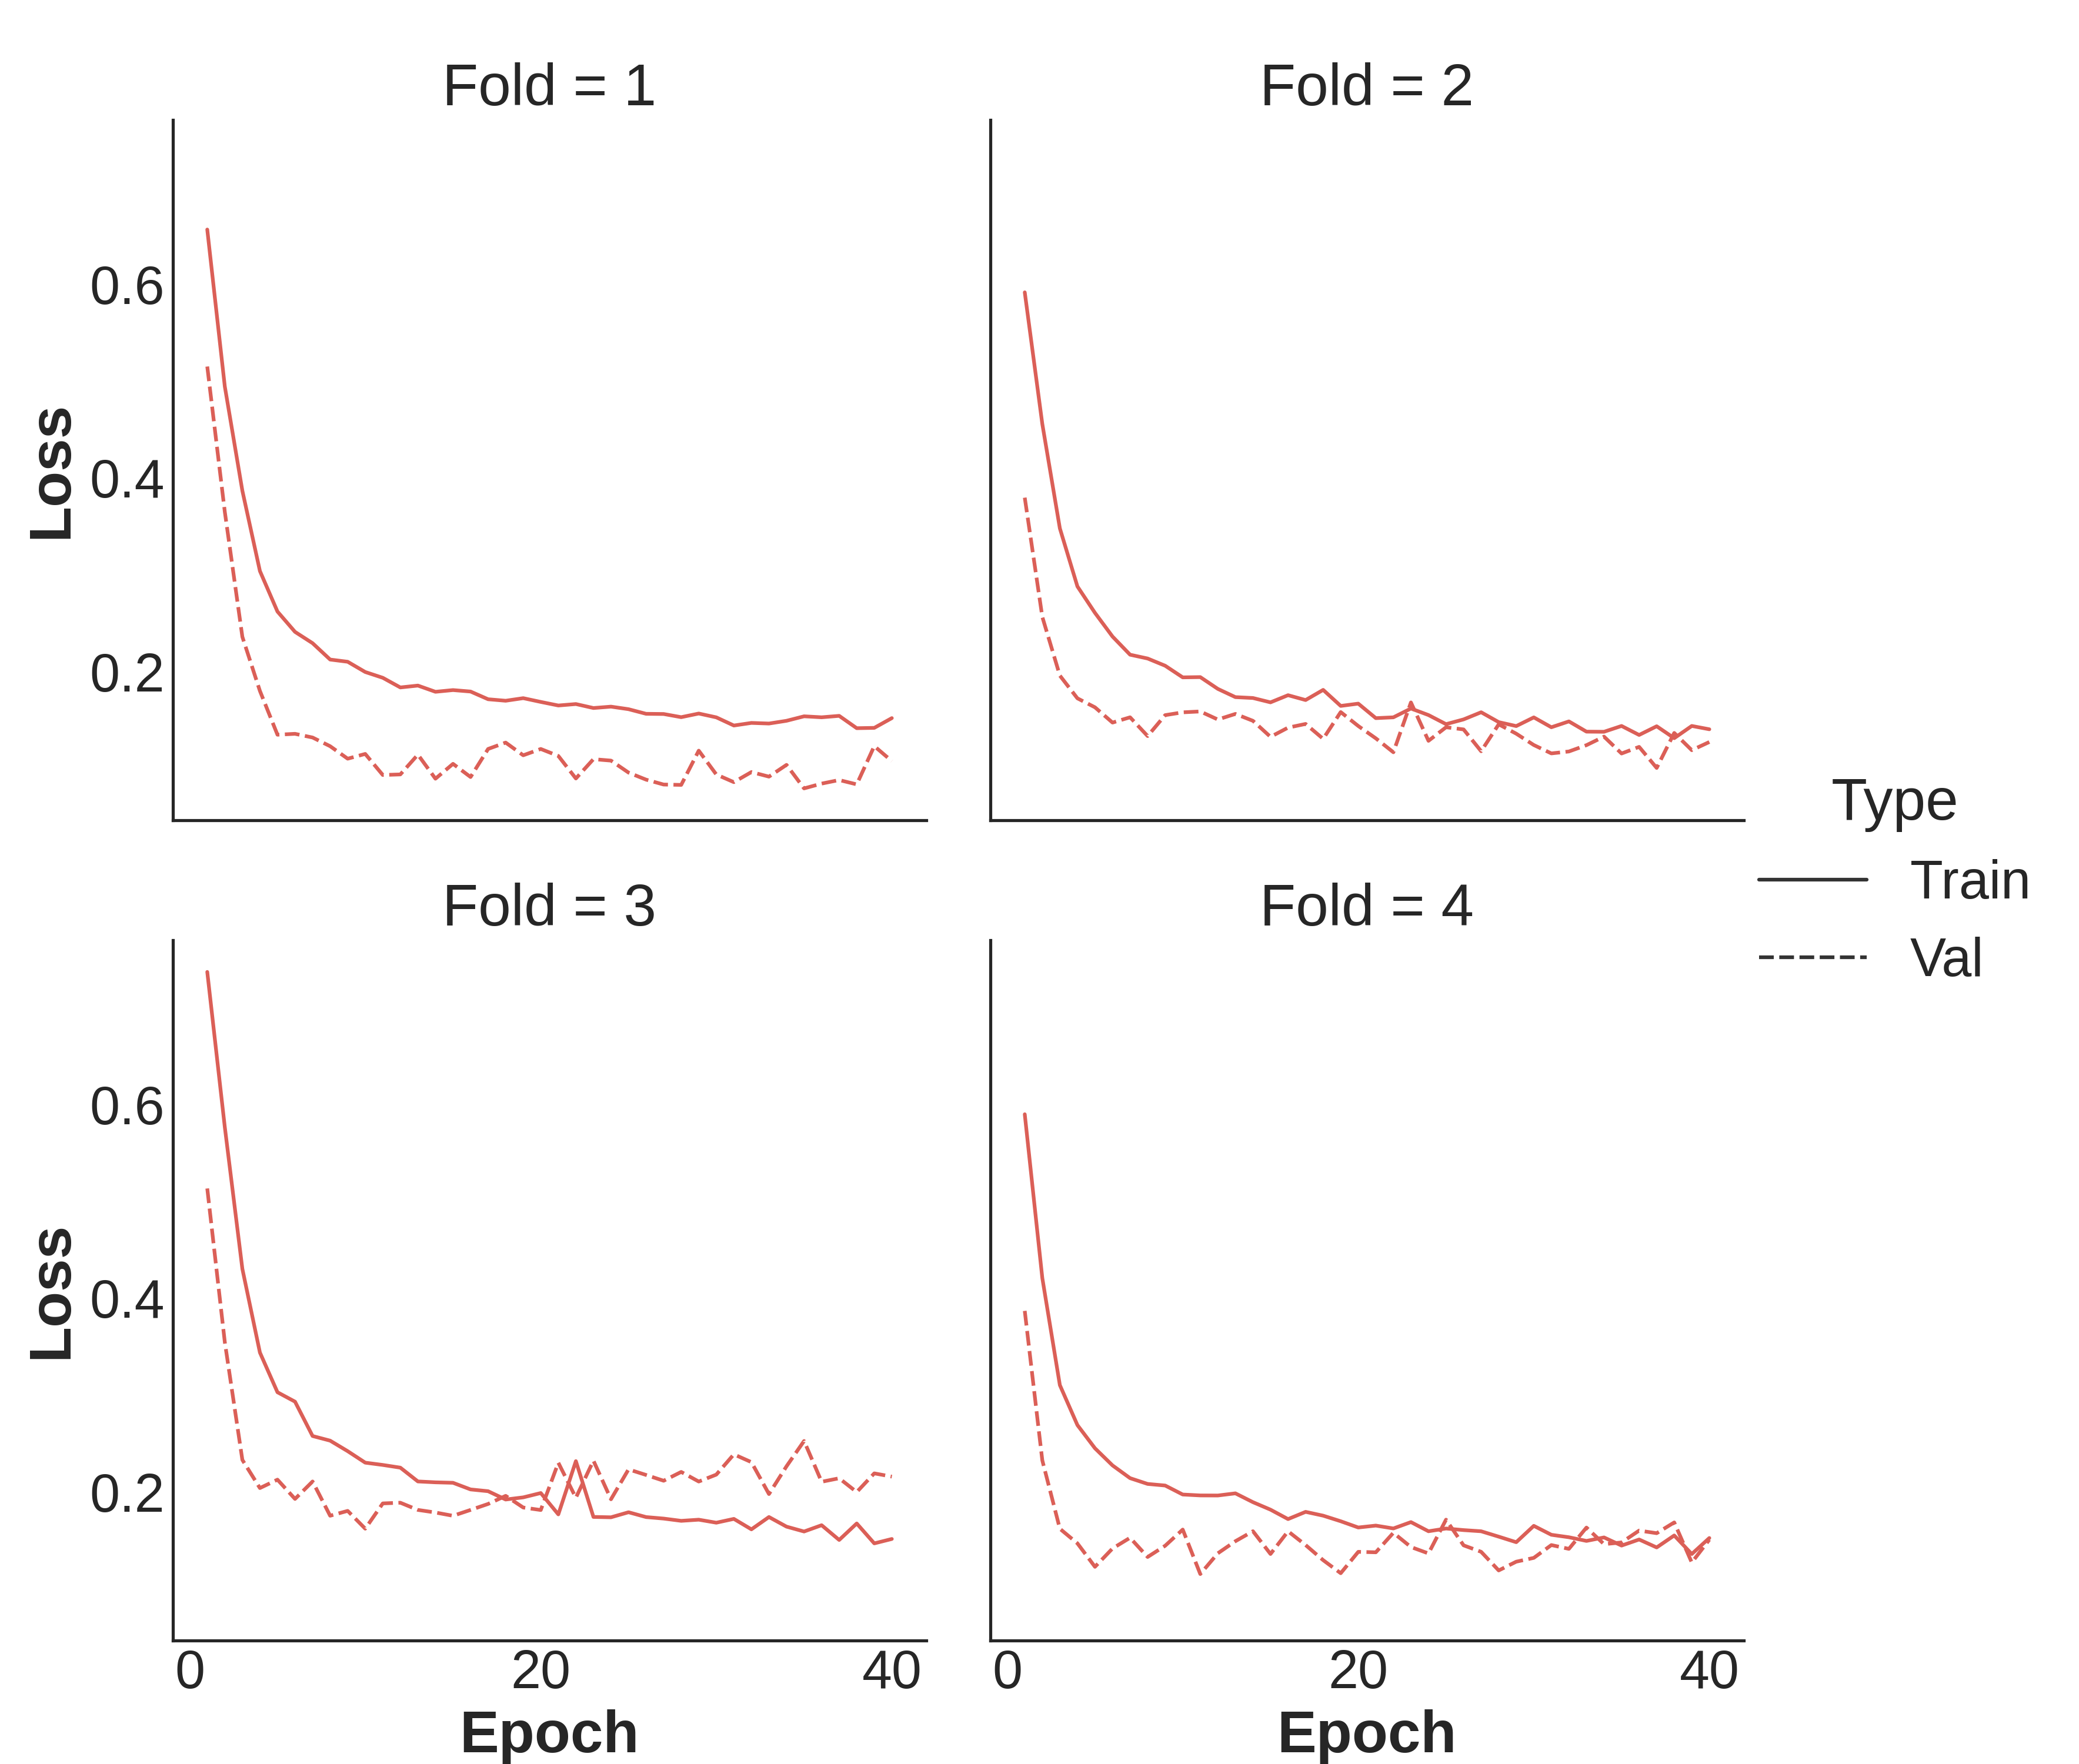 Fold = 1
Fold = 2
Loss
0.6
0.4
0.2
Type
Train
Val
Fold = 3
Fold = 4
Loss
0.6
0.4
0.2
0 20 40
0 20 40
Epoch
Epoch